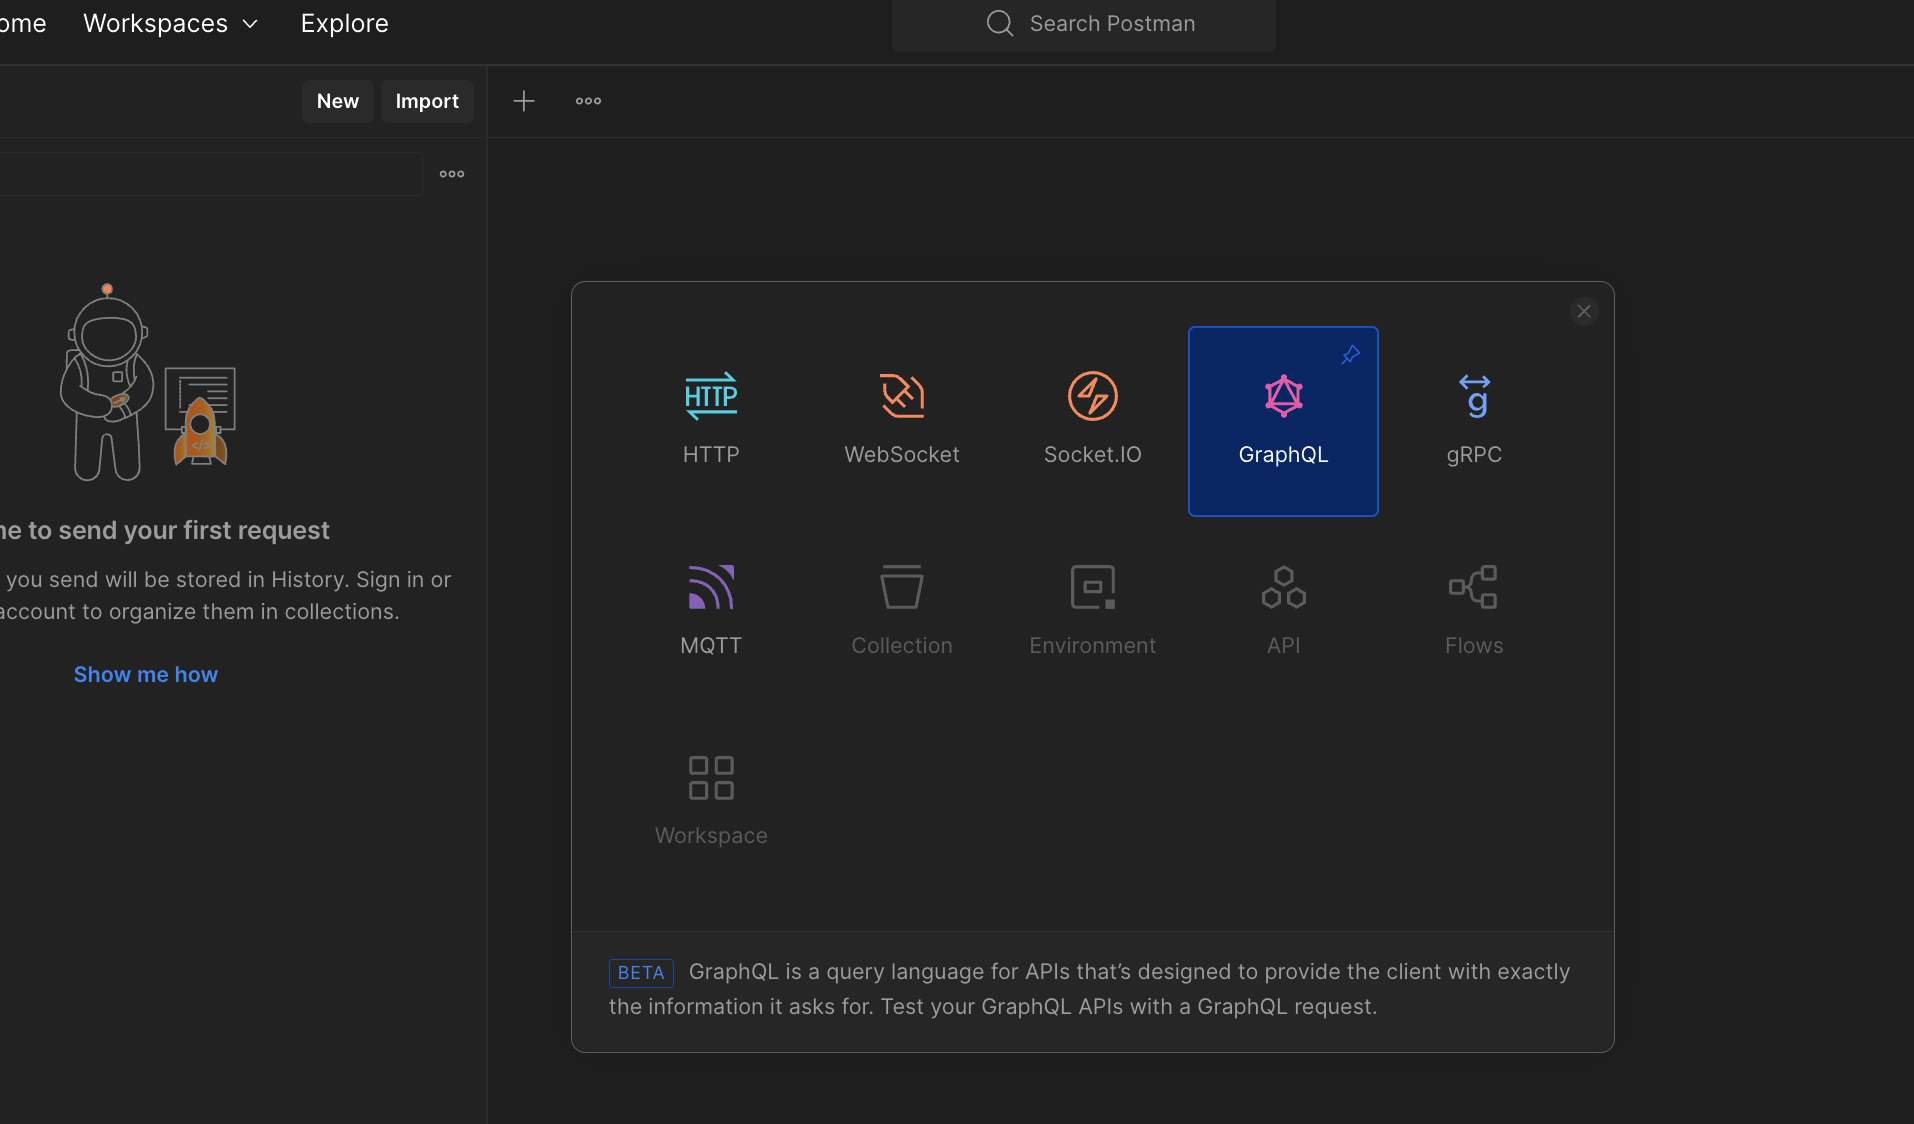 ome Workspaces Explore Search Postman
New Import
HTTP
HTTP WebSocket Socket.IO GraphQL gRPC
ne to send your first request
you send will be stored in History. Sign in or
account to organize them in collections.
Show me how
MQTT Collection Environment API Flows
Workspace
BETA GraphQL is a query language for APIs that’s designed to provide the client with exactly
the information it asks for. Test your GraphQL APIs with a GraphQL request.